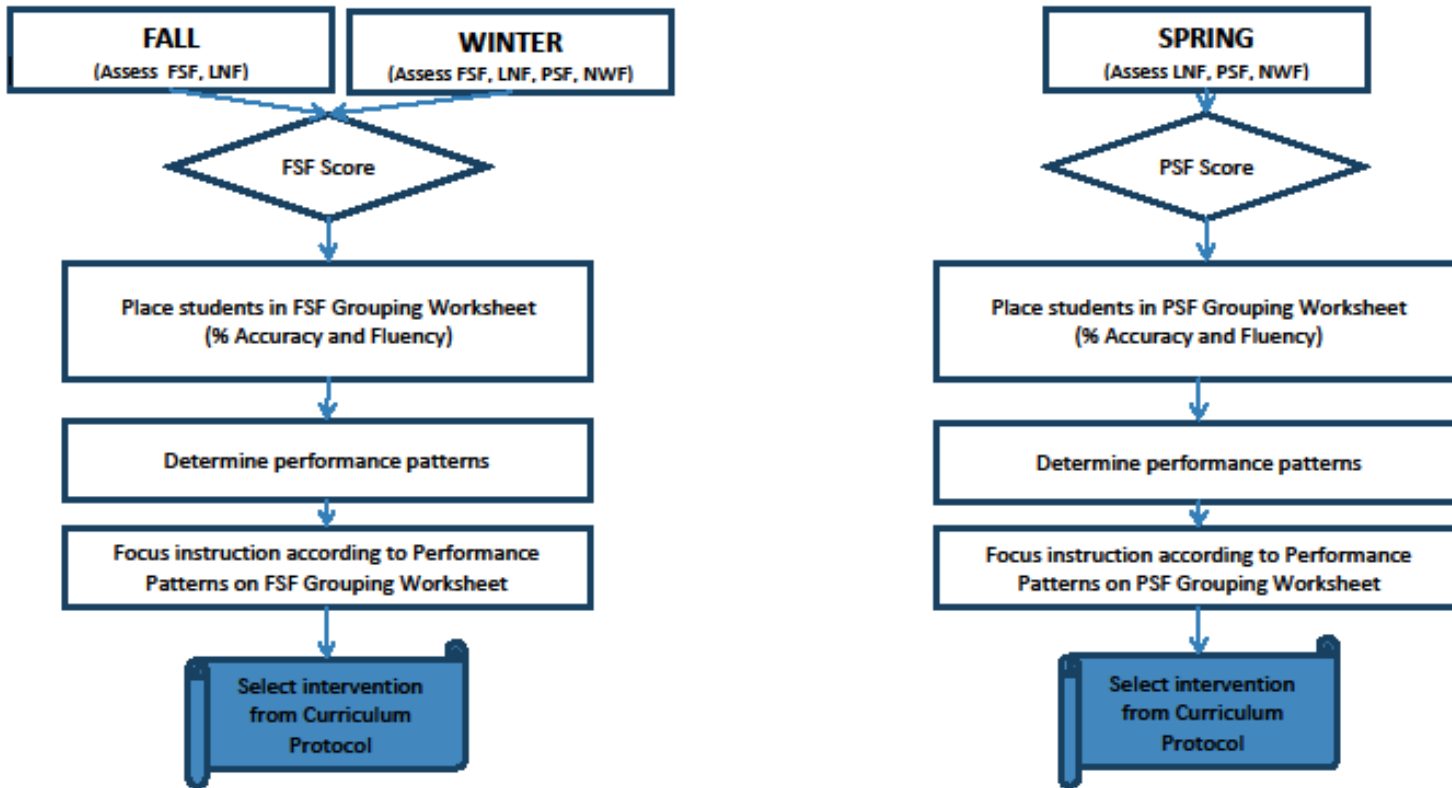 FALL
(Assess FSF, LNF)
WINTER
(Assess FSF, LNF, PSF, NWF)
FSF Score
Place students in FSF Grouping Worksheet
(% Accuracy and Fluency)
Determine performance patterns
Focus instruction according to Performance
Patterns on FSF Grouping Worksheet
Select intervention
from Curriculum
Protocol
SPRING
(Assess LNF, PSF, NWF)
PSF Score
Place students in PSF Grouping Worksheet
(% Accuracy and Fluency)
Determine performance patterns
Focus instruction according to Performance
Patterns on PSF Grouping Worksheet
Select intervention
from Curriculum
Protocol